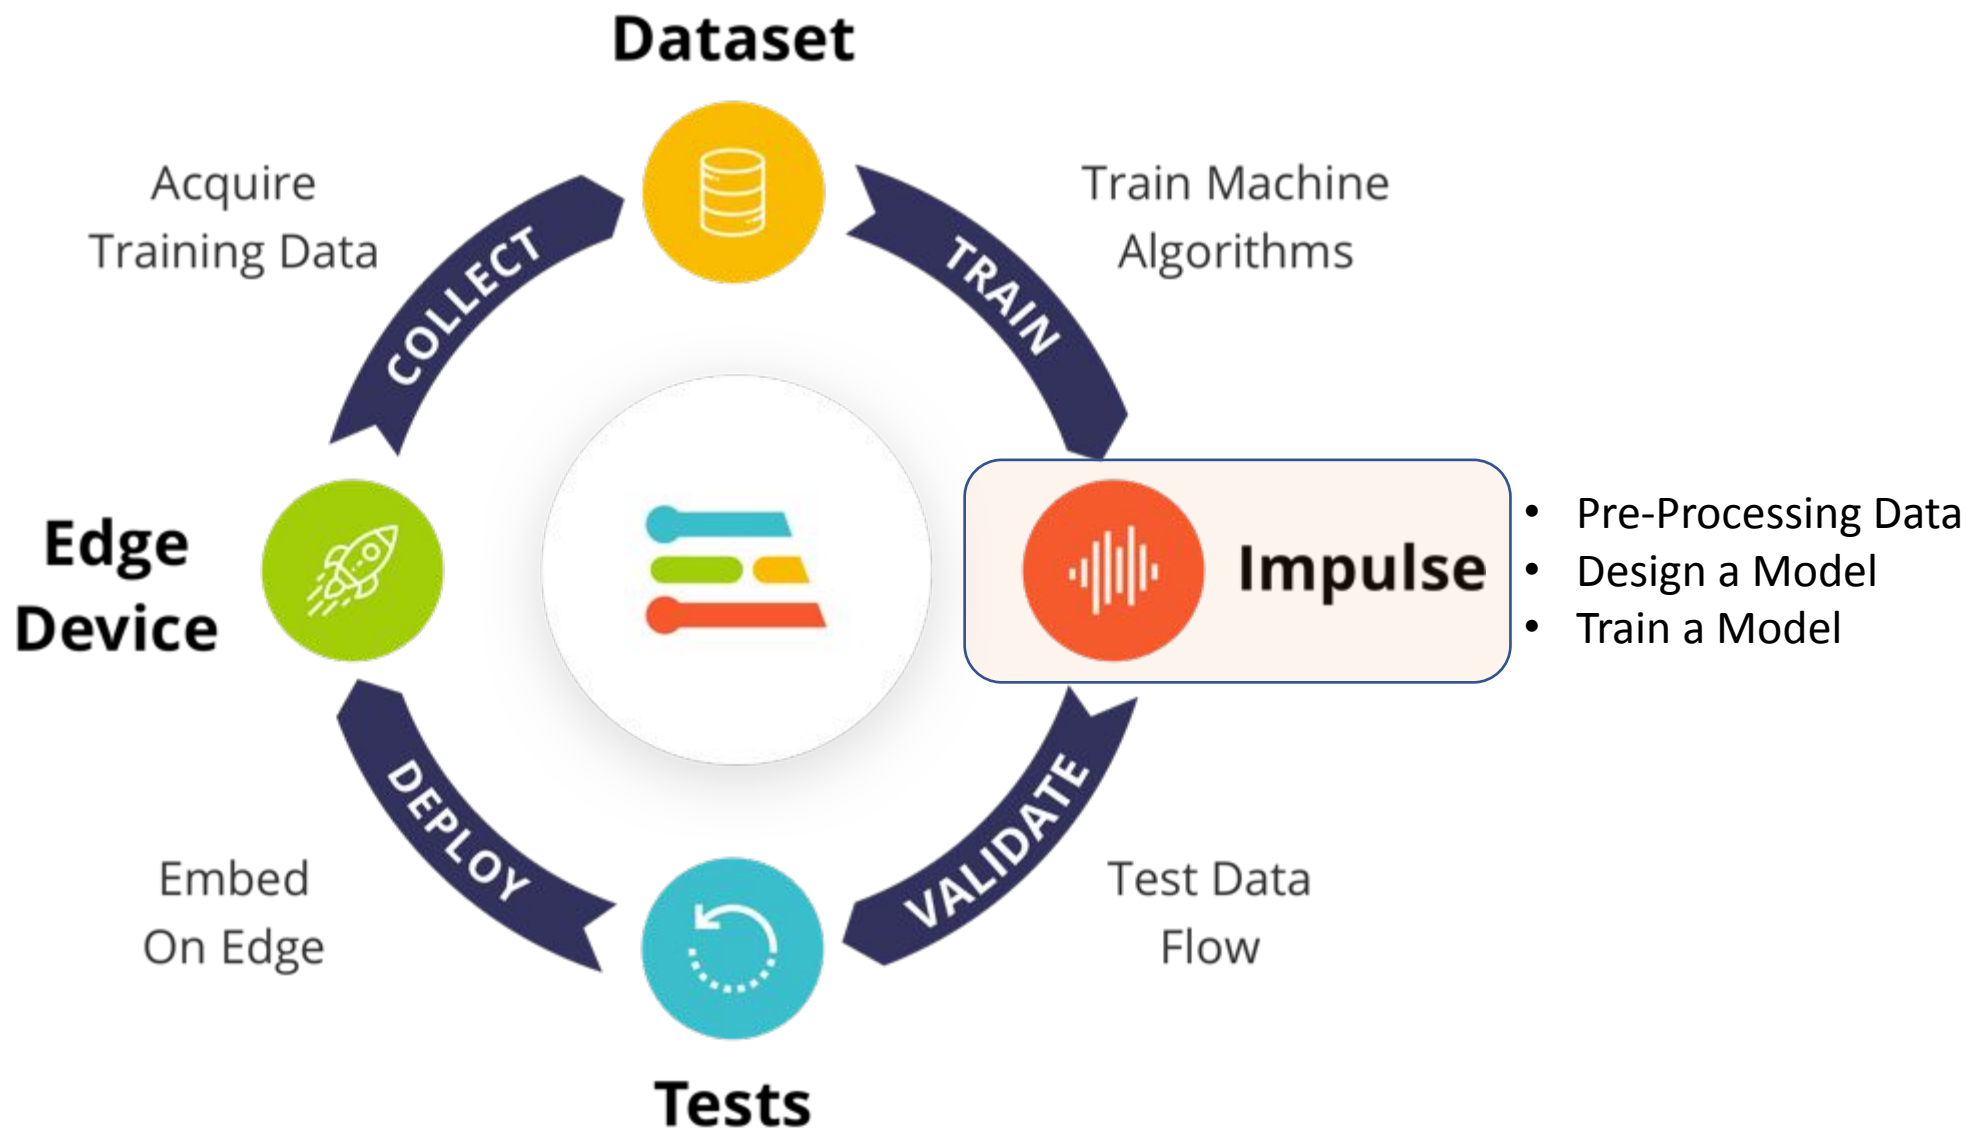 Dataset
Acquire
Training Data
COLLECT
TRAIN
Train Machine
Algorithms
Edge
Device
Impulse
• Pre-Processing Data
• Design a Model
• Train a Model
DEPLOY
VALIDATE
Embed
On Edge
Test Data
Flow
Tests